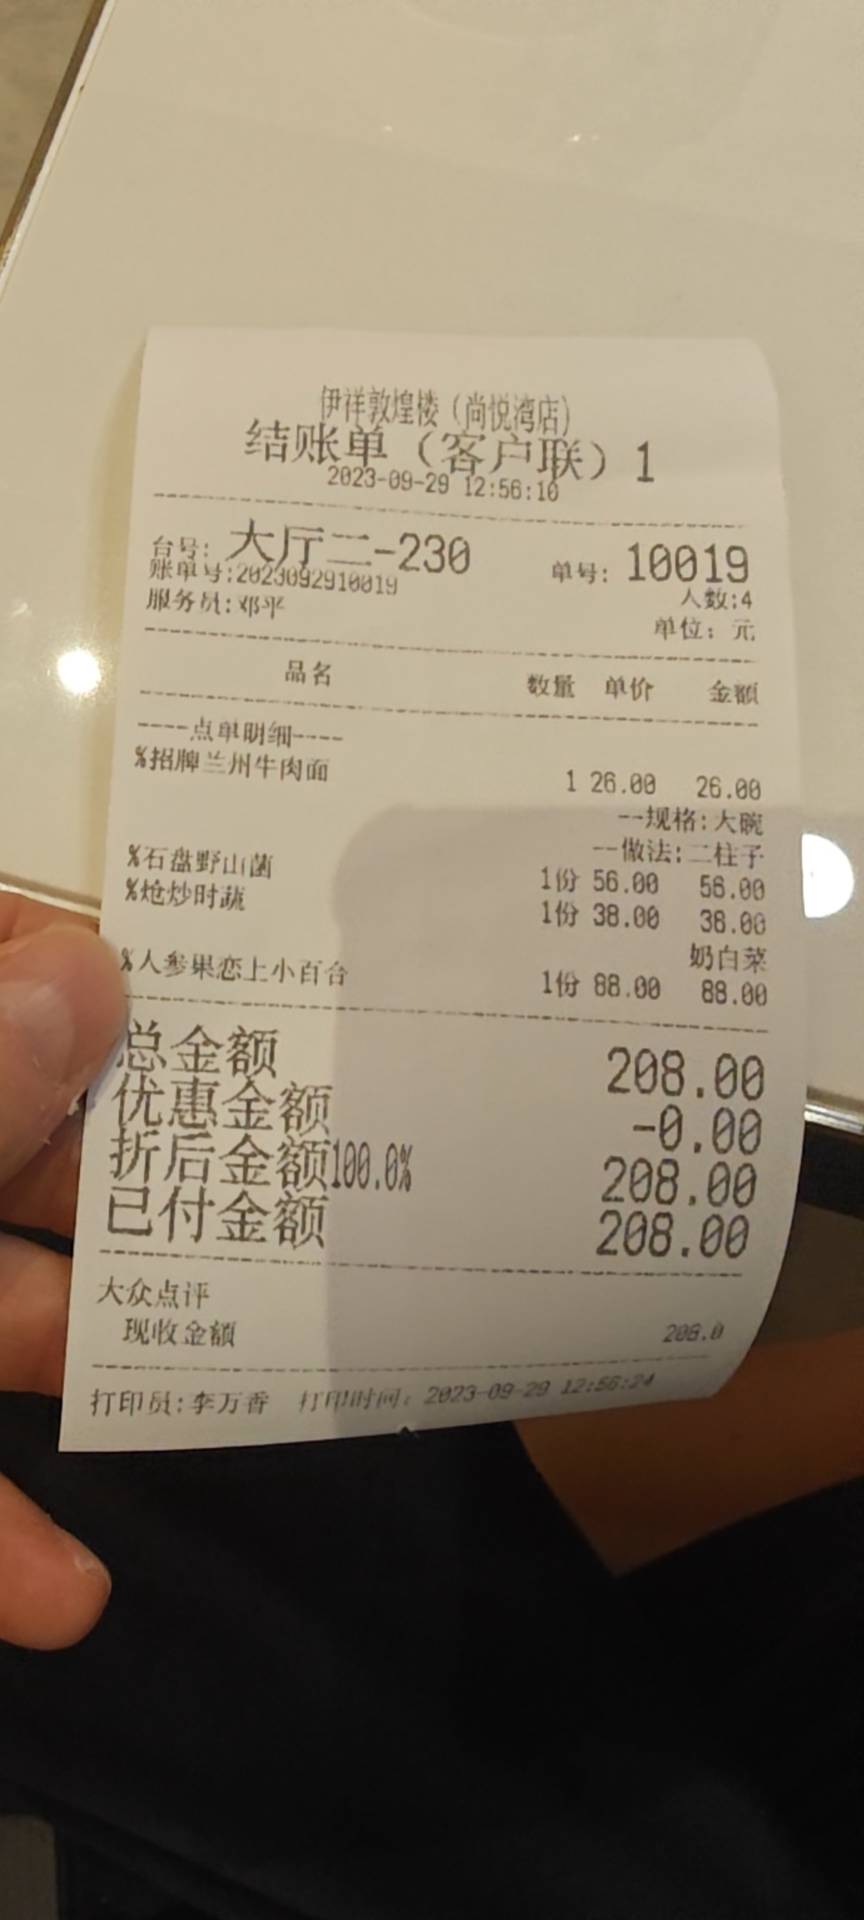 伊祥敦煌楼（尚悦湾店）
结账单（客户联）1
2023-09-29 12:56:10
台号: 大厅二-230 单号: 10019
账单号:2023092910019 人数:4
服务员:邓平 单位: 元
品名 数量 单价 金额
----点单明细----
%招牌兰州牛肉面 1 26.00 26.00
--规格:大碗
--做法:二柱子
%石盘野山菌 1份 56.00 56.00
%炝炒时蔬 1份 38.00 38.00
奶白菜
%人参果恋上小百合 1份 88.00 88.00
总金额 208.00
优惠金额 -0.00
折后金额100.0% 208.00
已付金额 208.00
大众点评
现收金额 208.0
打印员:李万香 打印时间: 2023-09-29 12:56:24